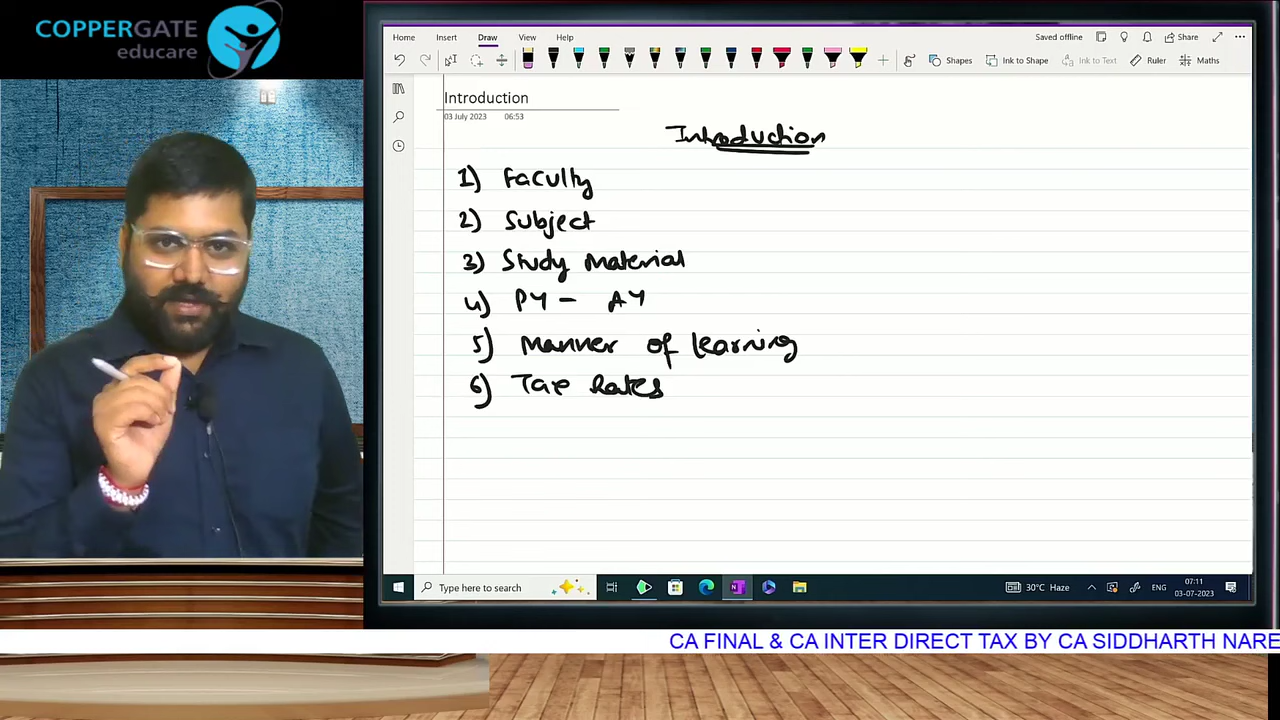 COPPERGATE
educare
Home Insert Draw View Help
Saved offline
Share
Shapes
Ink to Shape
Ink to Text
Ruler
Maths
Introduction
03 July 2023 06:53
Introduction
1) Faculty
2) Subject
3) Study Material
4) PY - AY
5) Manner of learning
6) Tax Rates
Type here to search
30°C Haze
ENG
07:11
03-07-2023
CA FINAL & CA INTER DIRECT TAX BY CA SIDDHARTH NARE